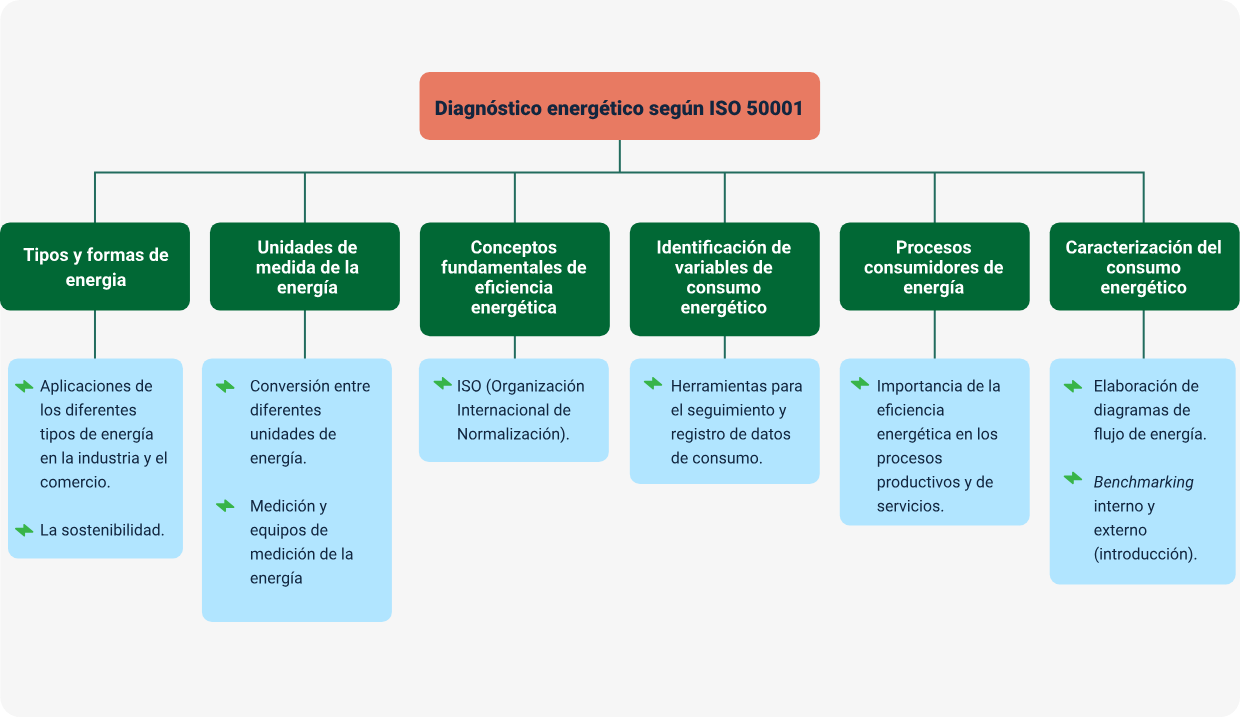 Diagnóstico energético según ISO 50001
Tipos y formas de
energia
Unidades de
medida de la
energía
Conceptos
fundamentales de
eficiencia
energética
Identificación de
variables de
consumo
energético
Procesos
consumidores de
energía
Caracterización del
consumo
energético
Aplicaciones de
los diferentes
tipos de energía
en la industria y el
comercio.
La sostenibilidad.
Conversión entre
diferentes
unidades de
energía.
Medición y
equipos de
medición de la
energía
ISO (Organización
Internacional de
Normalización).
Herramientas para
el seguimiento y
registro de datos
de consumo.
Importancia de la
eficiencia
energética en los
procesos
productivos y de
servicios.
Elaboración de
diagramas de
flujo de energía.
Benchmarking
interno y
externo
(introducción).